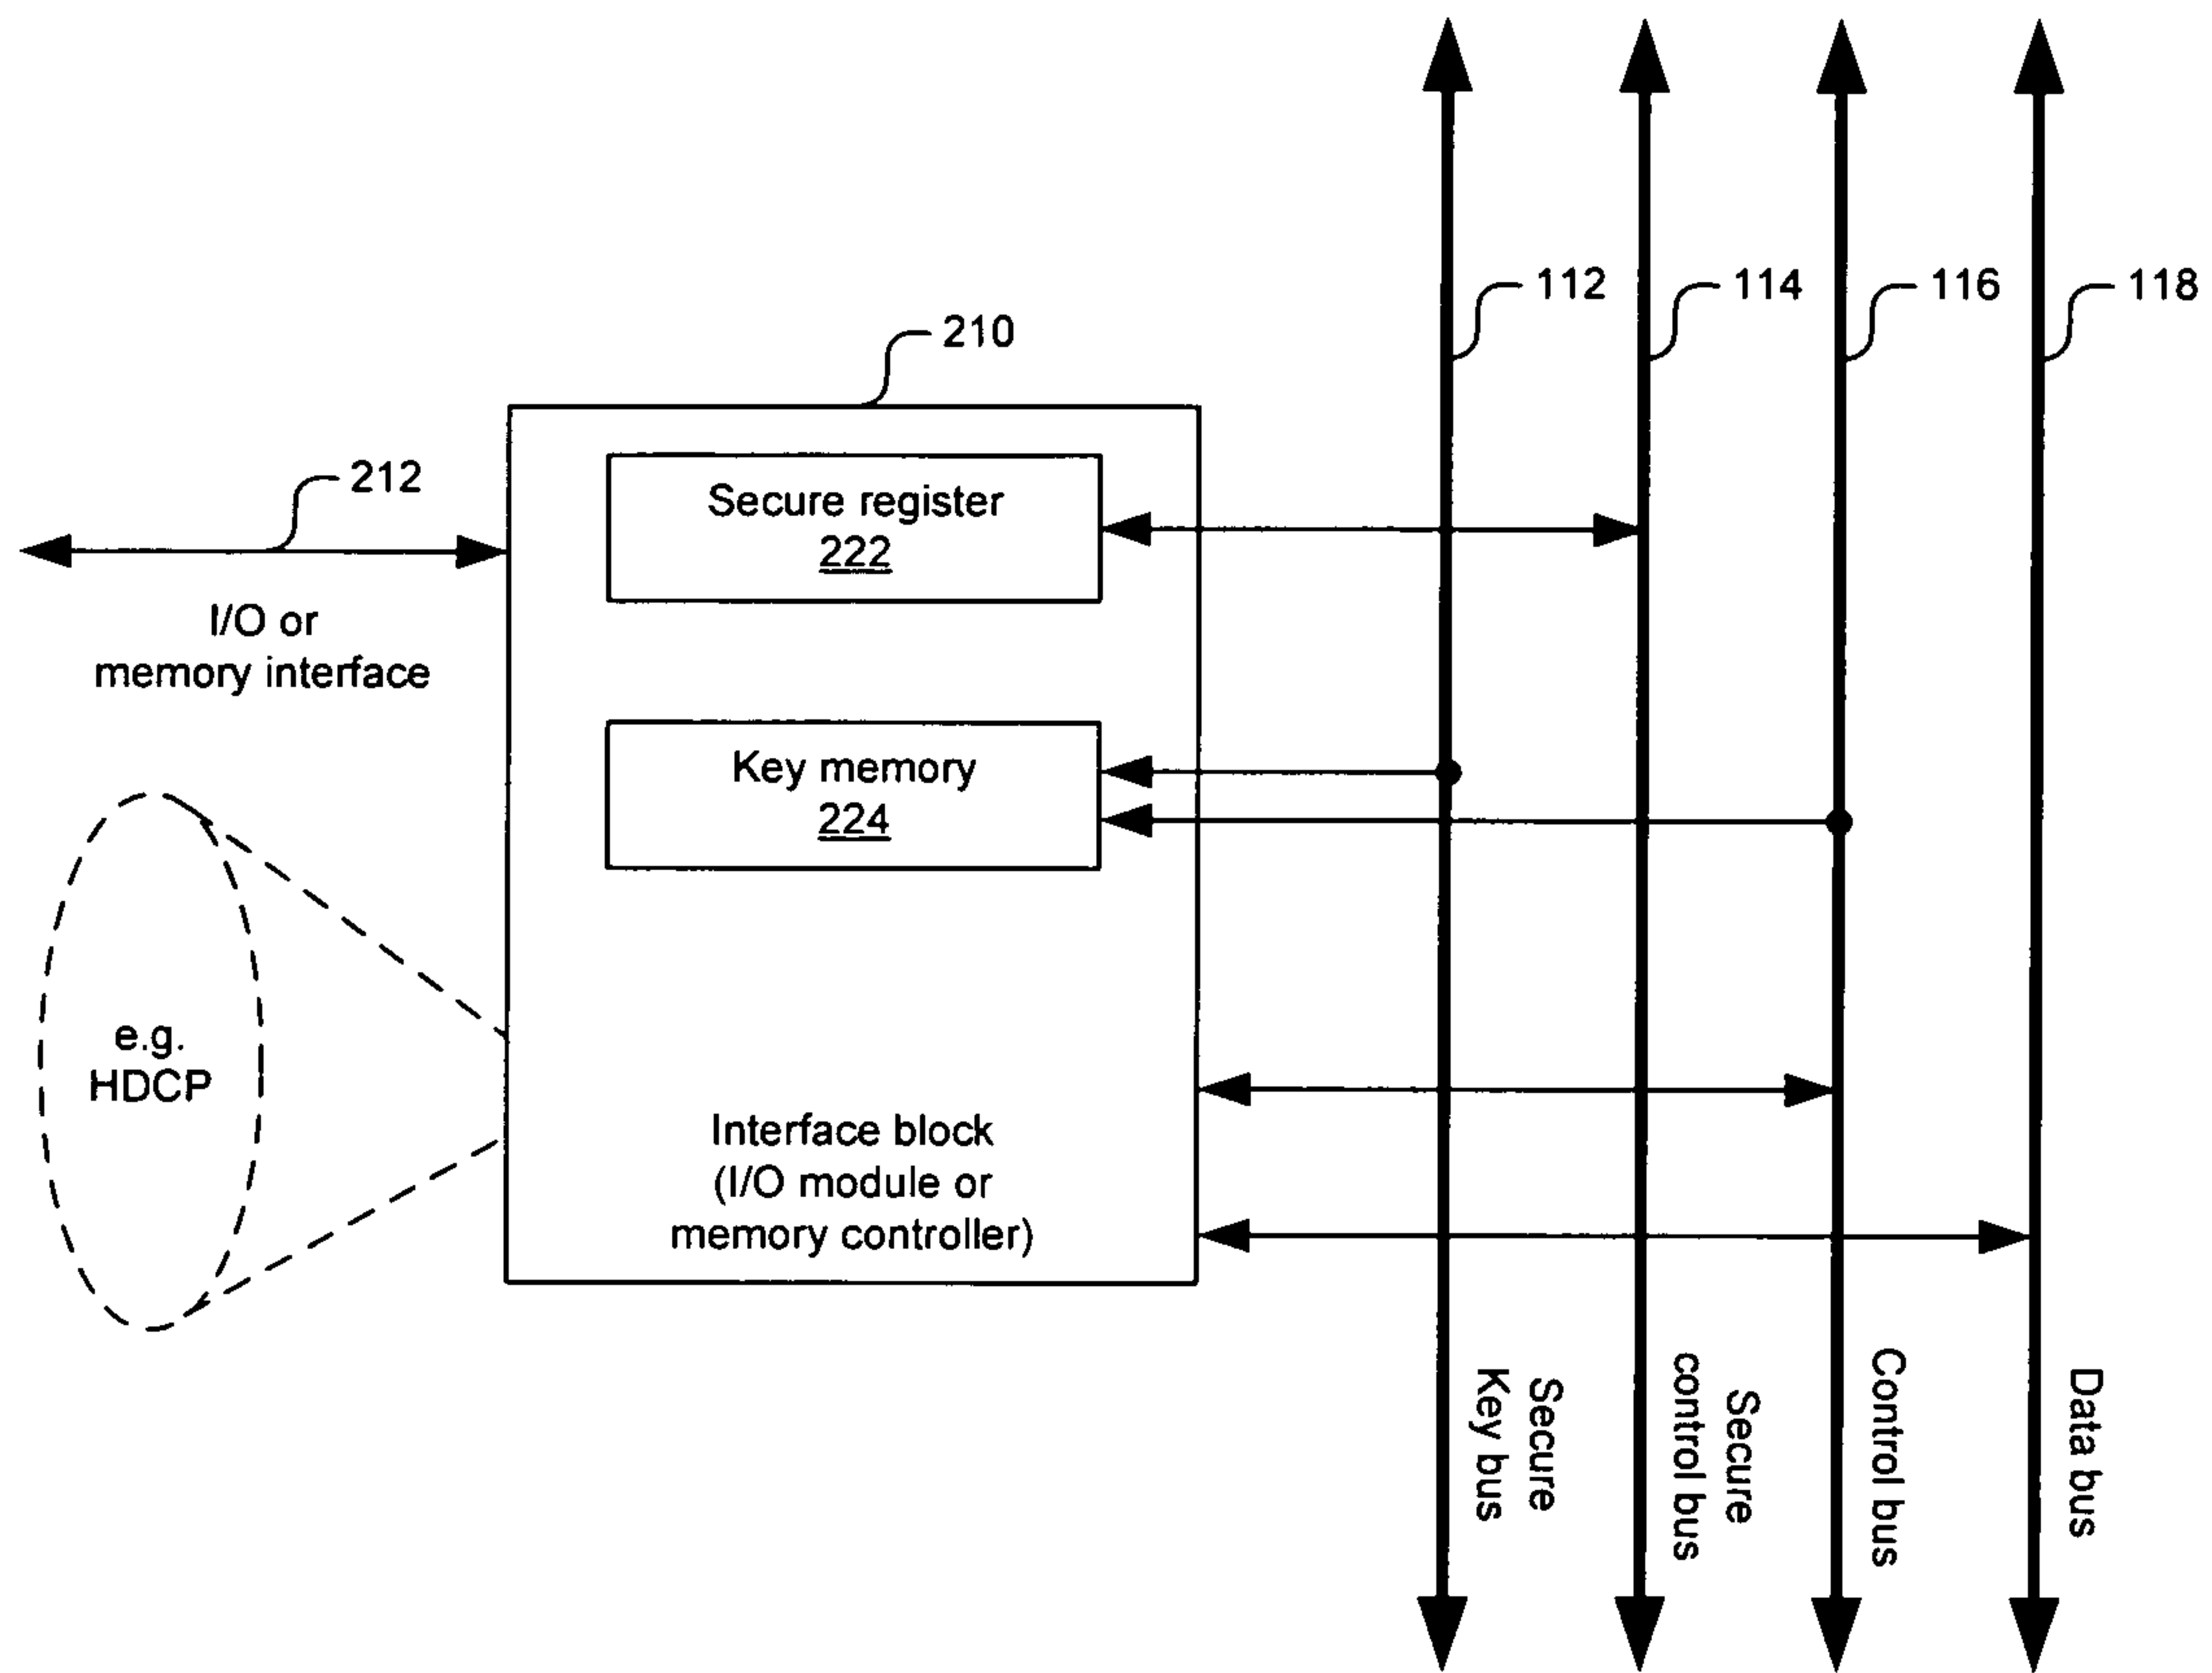 112
114
116
118
210
212
Secure register
222
I/O or
memory interface
Key memory
224
e.g.
HDCP
Interface block
(I/O module or
memory controller)
Secure
Key bus
Secure
control bus
Control bus
Data bus